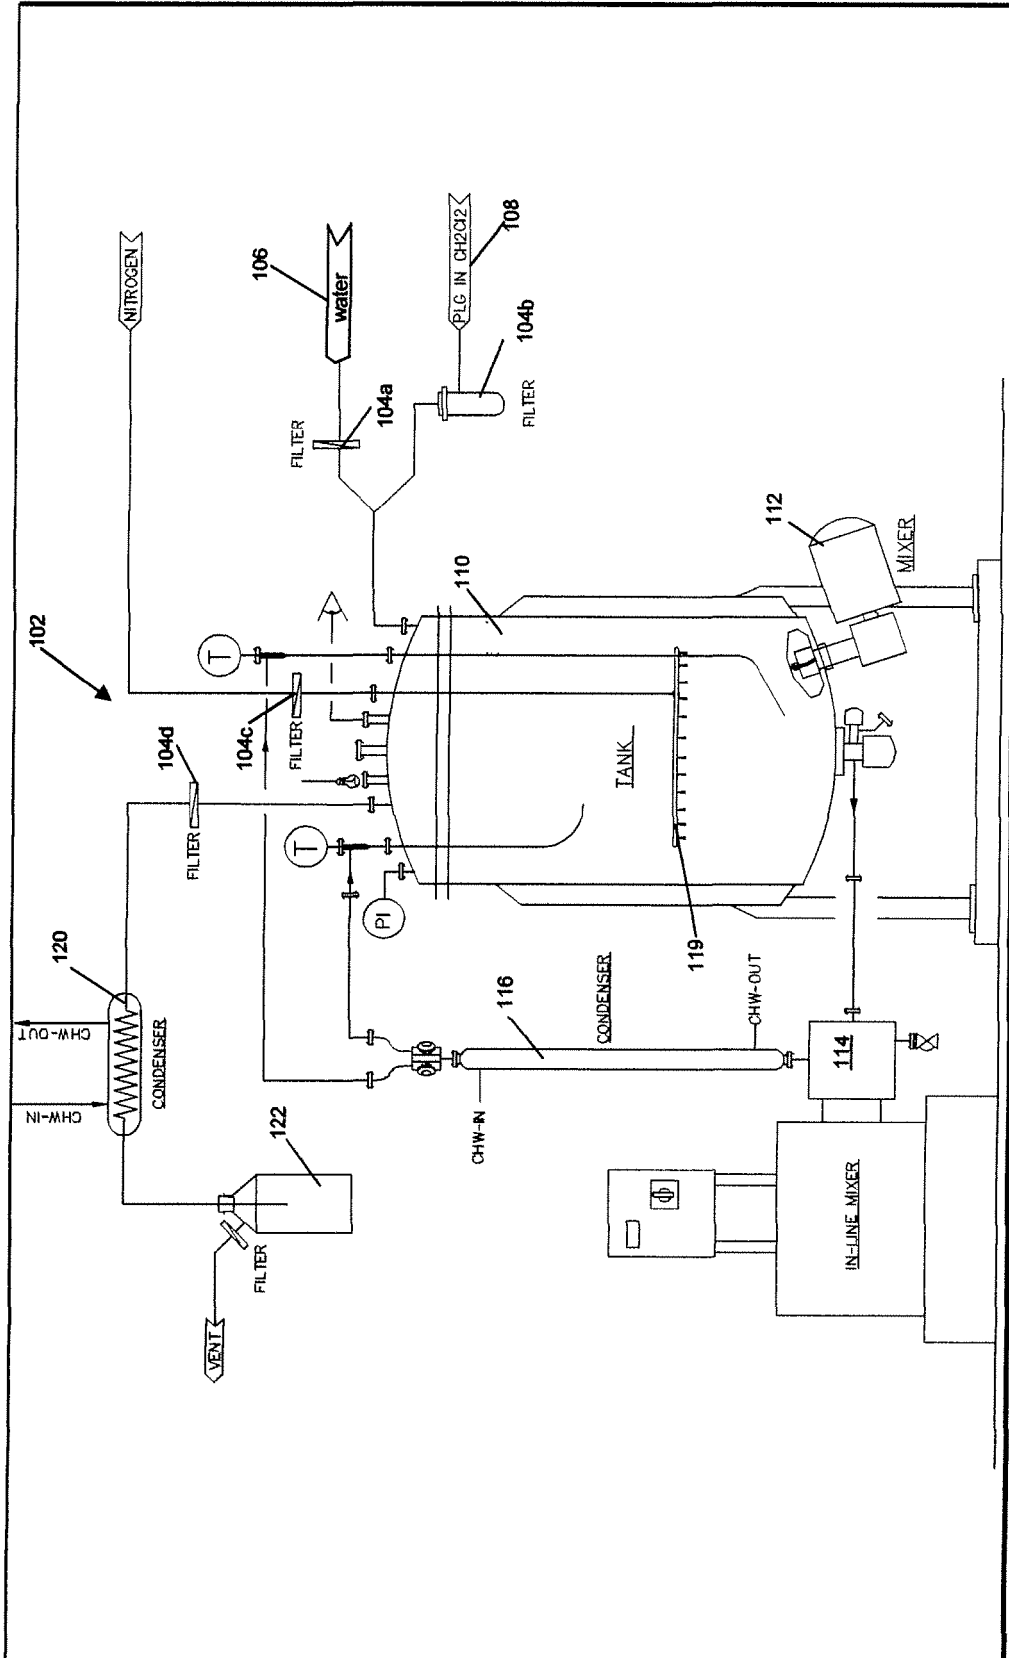 102
NITROGEN
106
water
PLG IN CH2Cl2
108
104b
FILTER
FILTER
104a
T
104c
FILTER
104d
FILTER
110
112
MIXER
TANK
T
PI
119
120
CHW-OUT
CHW-IN
CONDENSER
122
FILTER
VENT
CONDENSER
116
CHW-OUT
CHW-IN
114
IN-LINE MIXER